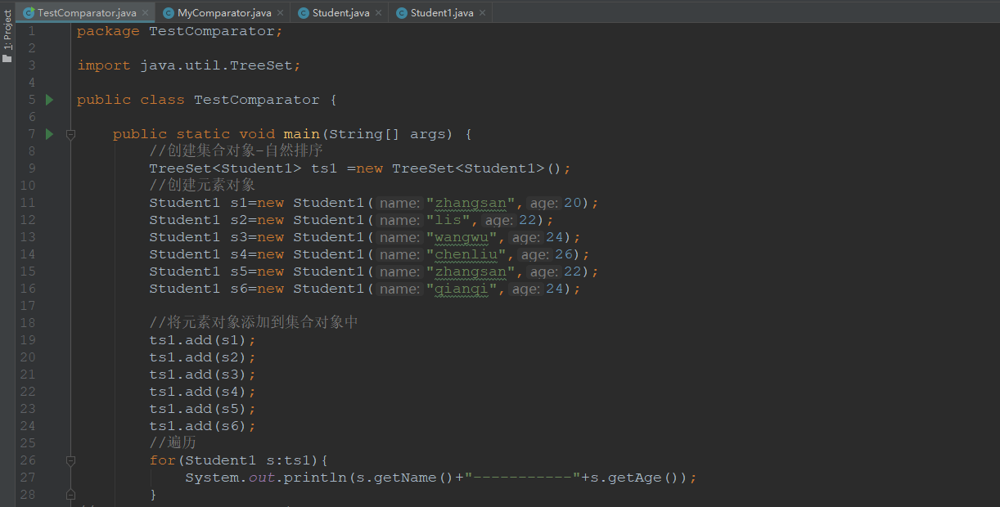 TestComparator.java × MyComparator.java × Student.java × Student1.java ×
1: Project
1 package TestComparator;
2
3 import java.util.TreeSet;
4
5 public class TestComparator {
6
7 public static void main(String[] args) {
8 //创建集合对象-自然排序
9 TreeSet<Student1> ts1 =new TreeSet<Student1>();
10 //创建元素对象
11 Student1 s1=new Student1( name: "zhangsan", age: 20);
12 Student1 s2=new Student1( name: "lis", age: 22);
13 Student1 s3=new Student1( name: "wangwu", age: 24);
14 Student1 s4=new Student1( name: "chenliu", age: 26);
15 Student1 s5=new Student1( name: "zhangsan", age: 22);
16 Student1 s6=new Student1( name: "qianqi", age: 24);
17
18 //将元素对象添加到集合对象中
19 ts1.add(s1);
20 ts1.add(s2);
21 ts1.add(s3);
22 ts1.add(s4);
23 ts1.add(s5);
24 ts1.add(s6);
25 //遍历
26 for(Student1 s:ts1){
27 System.out.println(s.getName()+"-----------"+s.getAge());
28 }